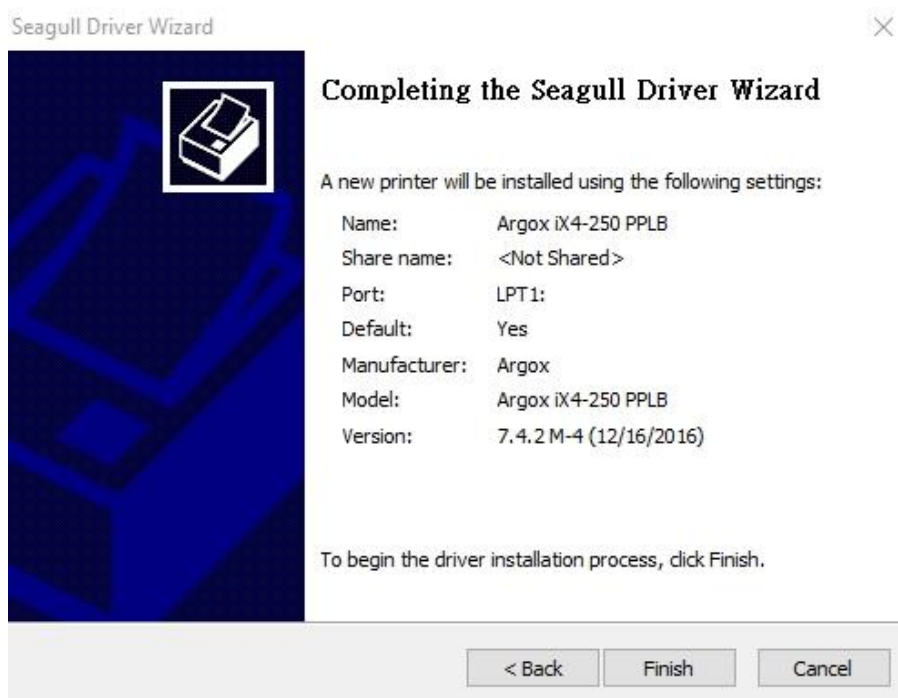 Seagull Driver Wizard
Completing the Seagull Driver Wizard
A new printer will be installed using the following settings:
Name: Argox iX4-250 PPLB
Share name: <Not Shared>
Port: LPT1:
Default: Yes
Manufacturer: Argox
Model: Argox iX4-250 PPLB
Version: 7.4.2 M-4 (12/16/2016)
To begin the driver installation process, click Finish.
< Back Finish Cancel